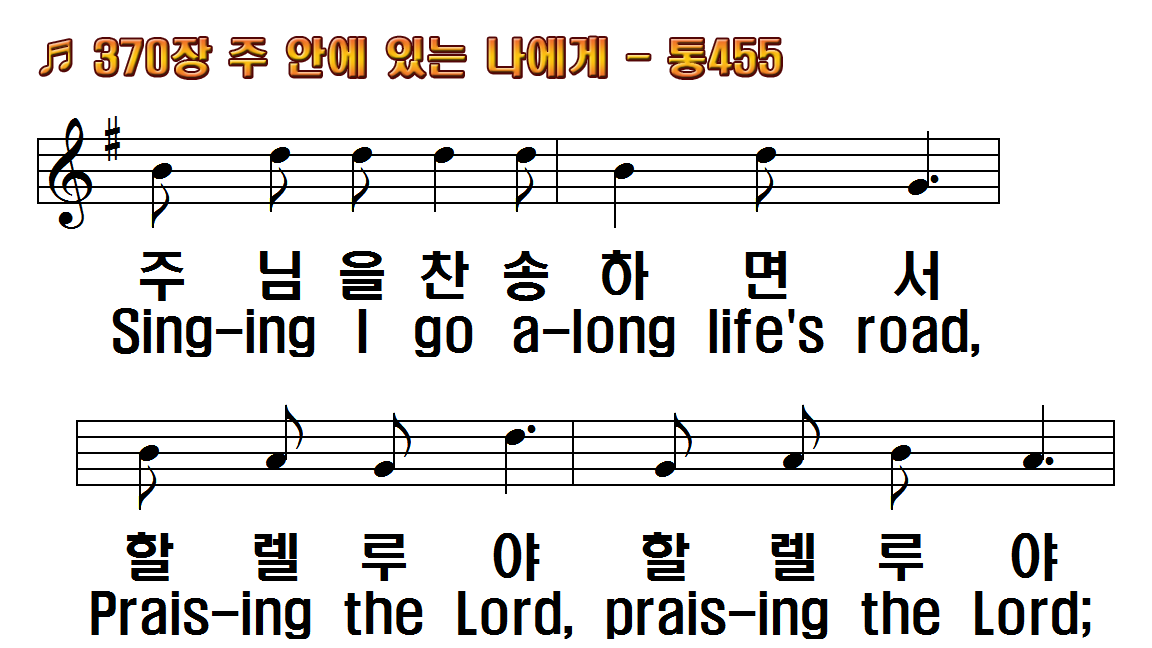 ♬ 370장 주 안에 있는 나에게 - 통455
주 님 을 찬 송 하 면 서
Sing-ing I go a-long life's road,
할 렐 루 야 할 렐 루 야
Prais-ing the Lord, prais-ing the Lord;